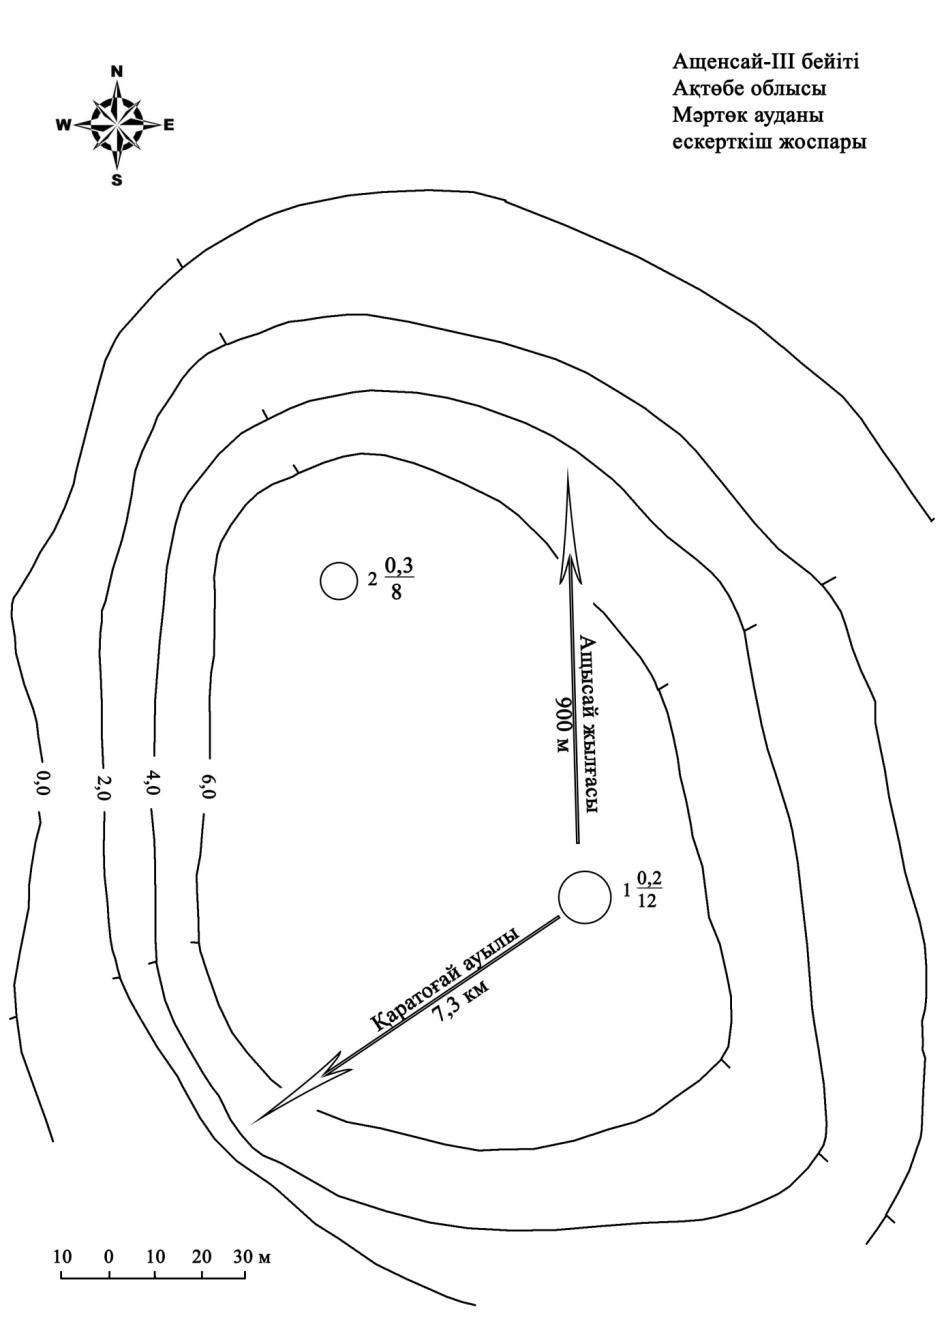 Ащенсай-III бейіті
Ақтөбе облысы
Мәртөк ауданы
ескерткіш жоспары
N
W E
S
2 0,3
8
Ащысай жылғасы
900 м
0,0
2,0
4,0
6,0
1 0,2
12
Қаратоғай ауылы
7,3 км
10 0 10 20 30 м